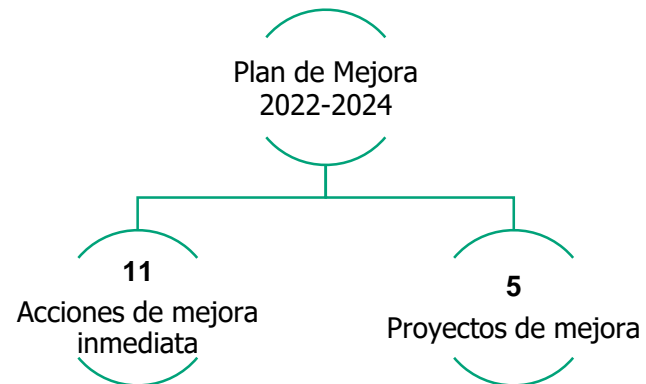 Plan de Mejora
2022-2024
11
Acciones de mejora
inmediata
5
Proyectos de mejora